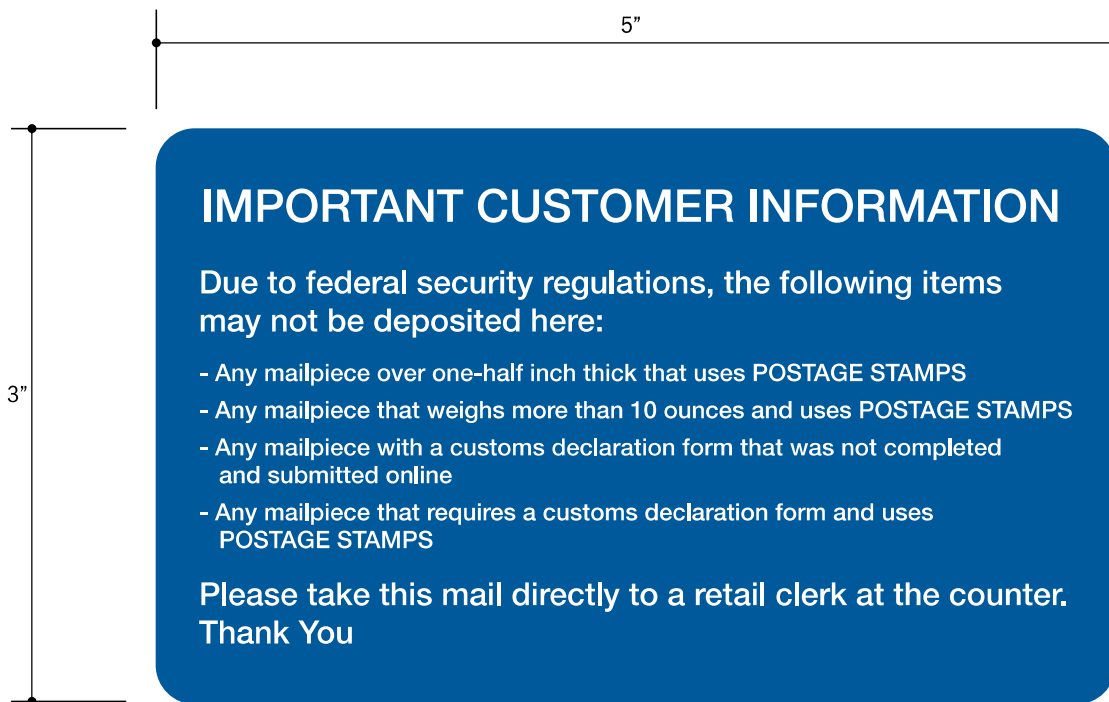 5”
IMPORTANT CUSTOMER INFORMATION
Due to federal security regulations, the following items
may not be deposited here:
3”
- Any mailpiece over one-half inch thick that uses POSTAGE STAMPS
- Any mailpiece that weighs more than 10 ounces and uses POSTAGE STAMPS
- Any mailpiece with a customs declaration form that was not completed
and submitted online
- Any mailpiece that requires a customs declaration form and uses
POSTAGE STAMPS
Please take this mail directly to a retail clerk at the counter.
Thank You